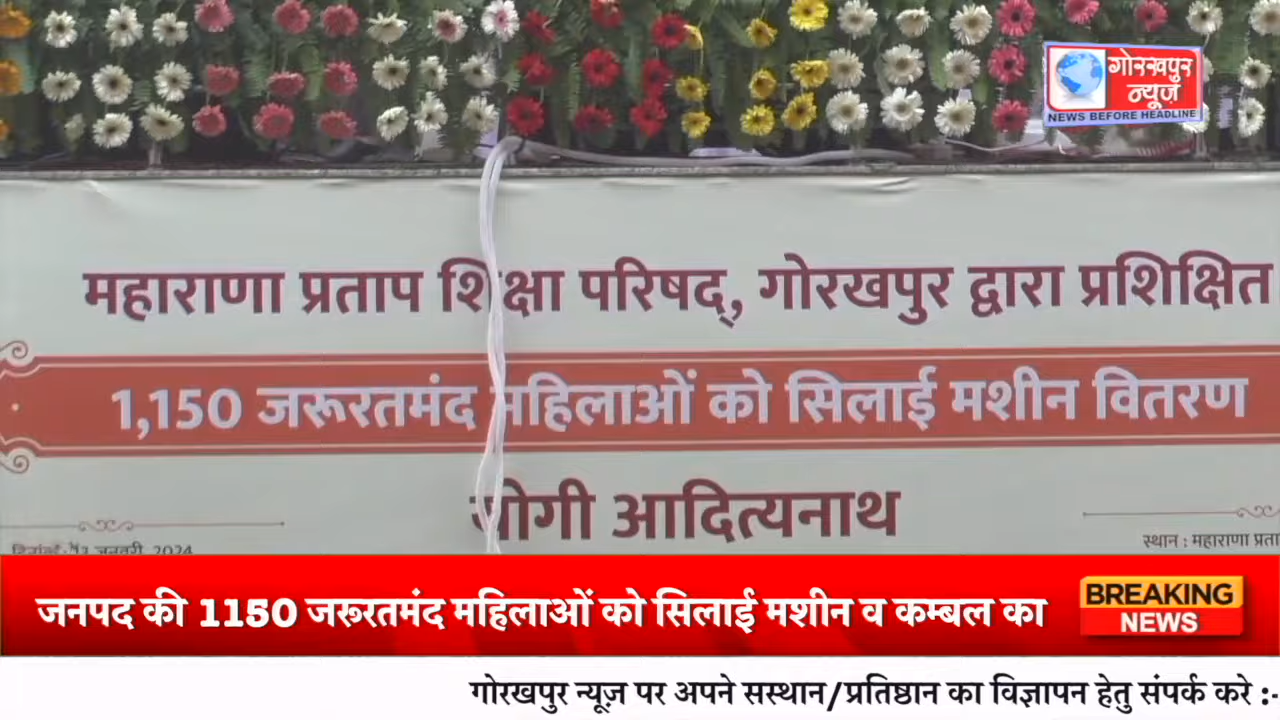 गोरखपुर
न्यूज़
NEWS BEFORE HEADLINE
महाराणा प्रताप शिक्षा परिषद्, गोरखपुर द्वारा प्रशिक्षित
1,150 जरूरतमंद महिलाओं को सिलाई मशीन वितरण
योगी आदित्यनाथ
जनवरी, 2024
स्थान : महाराणा प्रता
जनपद की 1150 जरूरतमंद महिलाओं को सिलाई मशीन व कम्बल का
BREAKING
NEWS
गोरखपुर न्यूज़ पर अपने सस्थान/प्रतिष्ठान का विज्ञापन हेतु संपर्क करे :-